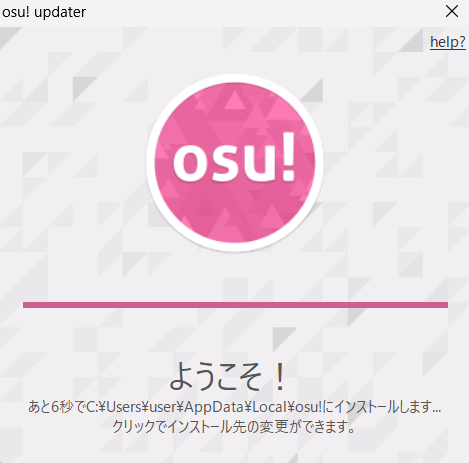 osu! updater
help?
osu!
ようこそ！
あと6秒でC:¥Users¥user¥AppData¥Local¥osu!にインストールします...
クリックでインストール先の変更ができます。